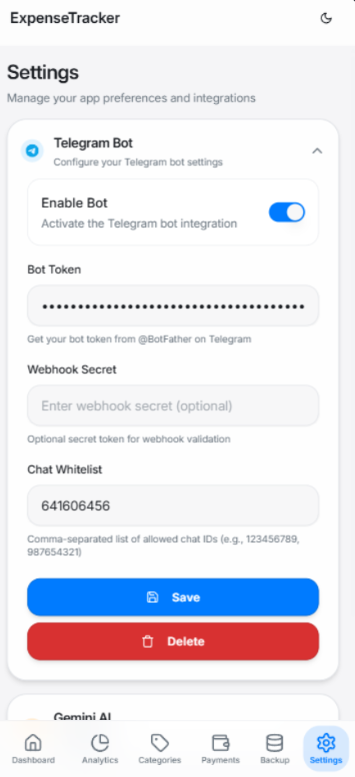 ExpenseTracker
Settings
Manage your app preferences and integrations
Telegram Bot
Configure your Telegram bot settings
Enable Bot
Activate the Telegram bot integration
Bot Token
••••••••••••••••••••••••••••••••••••••
Get your bot token from @BotFather on Telegram
Webhook Secret
Enter webhook secret (optional)
Optional secret token for webhook validation
Chat Whitelist
641606456
Comma-separated list of allowed chat IDs (e.g., 123456789,
987654321)
Save
Delete
Gemini AI
Dashboard Analytics Categories Payments Backup Settings